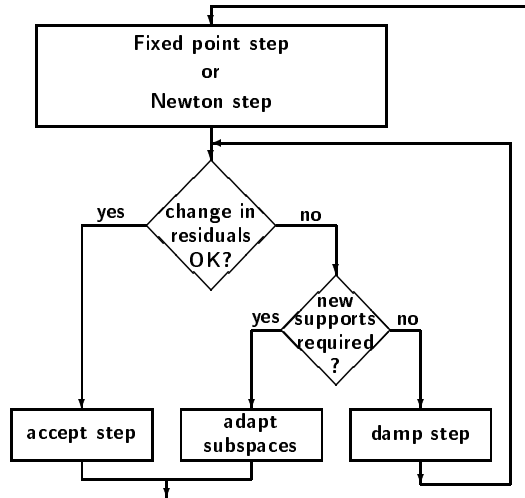 Fixed point step
or
Newton step
yes
change in
residuals
OK?
no
yes
new
supports
required
?
no
accept step
adapt
subspaces
damp step